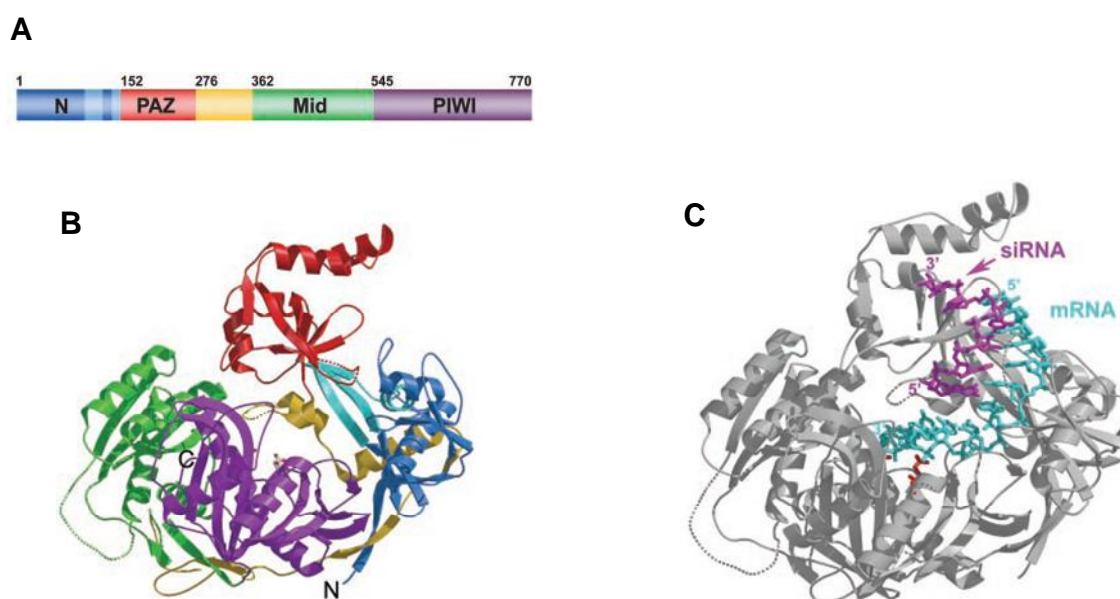 A
1 152 276 362 545 770
N PAZ Mid PIWI
B
C
N
C
3' siRNA
5'
mRNA
5'